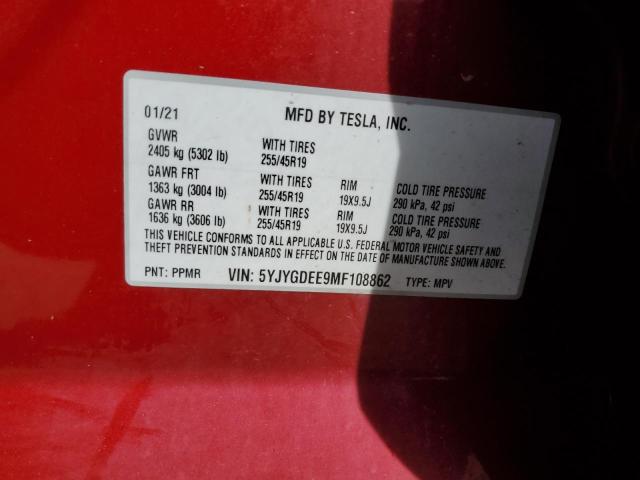 01/21 MFD BY TESLA, INC.
GVWR
2405 kg (5302 lb) WITH TIRES 255/45R19
GAWR FRT
1363 kg (3004 lb) WITH TIRES 255/45R19 RIM 19X9.5J COLD TIRE PRESSURE 290 kPa, 42 psi
GAWR RR
1636 kg (3606 lb) WITH TIRES 255/45R19 RIM 19X9.5J COLD TIRE PRESSURE 290 kPa, 42 psi
THIS VEHICLE CONFORMS TO ALL APPLICABLE U.S. FEDERAL MOTOR VEHICLE SAFETY AND
THEFT PREVENTION STANDARDS IN EFFECT ON THE DATE OF MANUFACTURE SHOWN ABOVE.
PNT: PPMR VIN: 5YJYGDEE9MF108862 TYPE: MPV